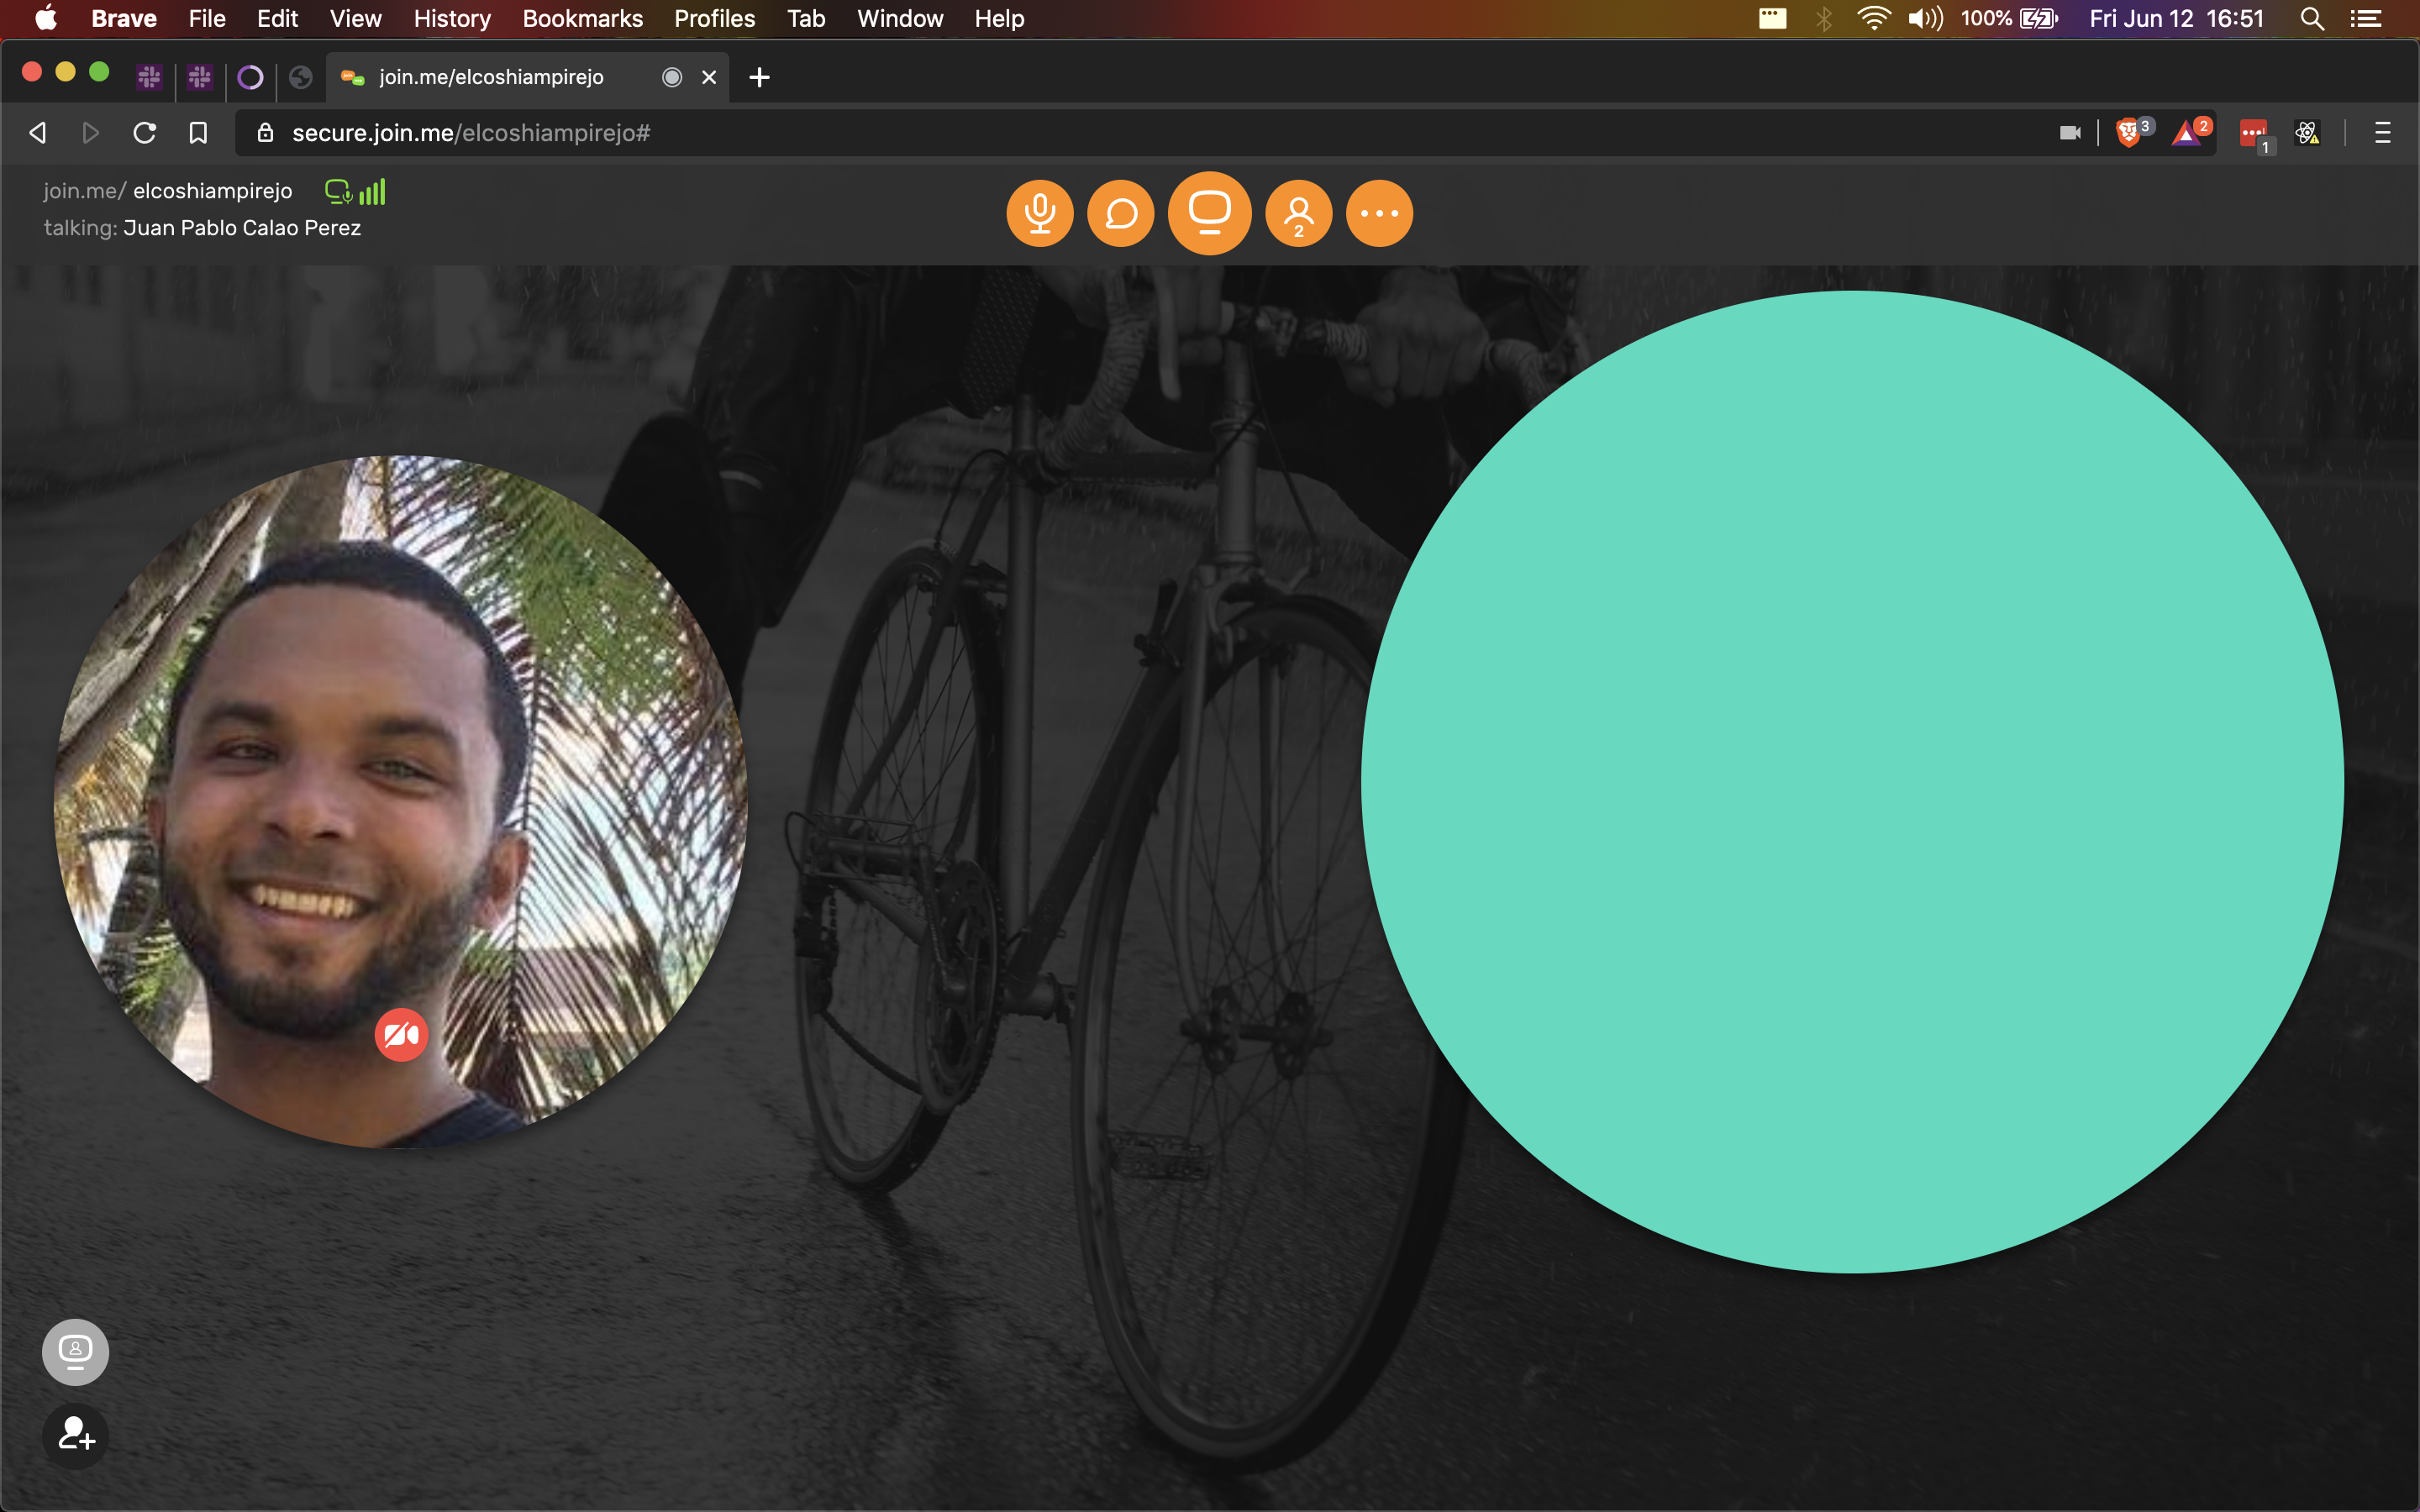 Brave File Edit View History Bookmarks Profiles Tab Window Help 100% Fri Jun 12 16:51
join.me/elcoshiampirejo
secure.join.me/elcoshiampirejo# 3 2 1
join.me/ elcoshiampirejo
talking: Juan Pablo Calao Perez
2